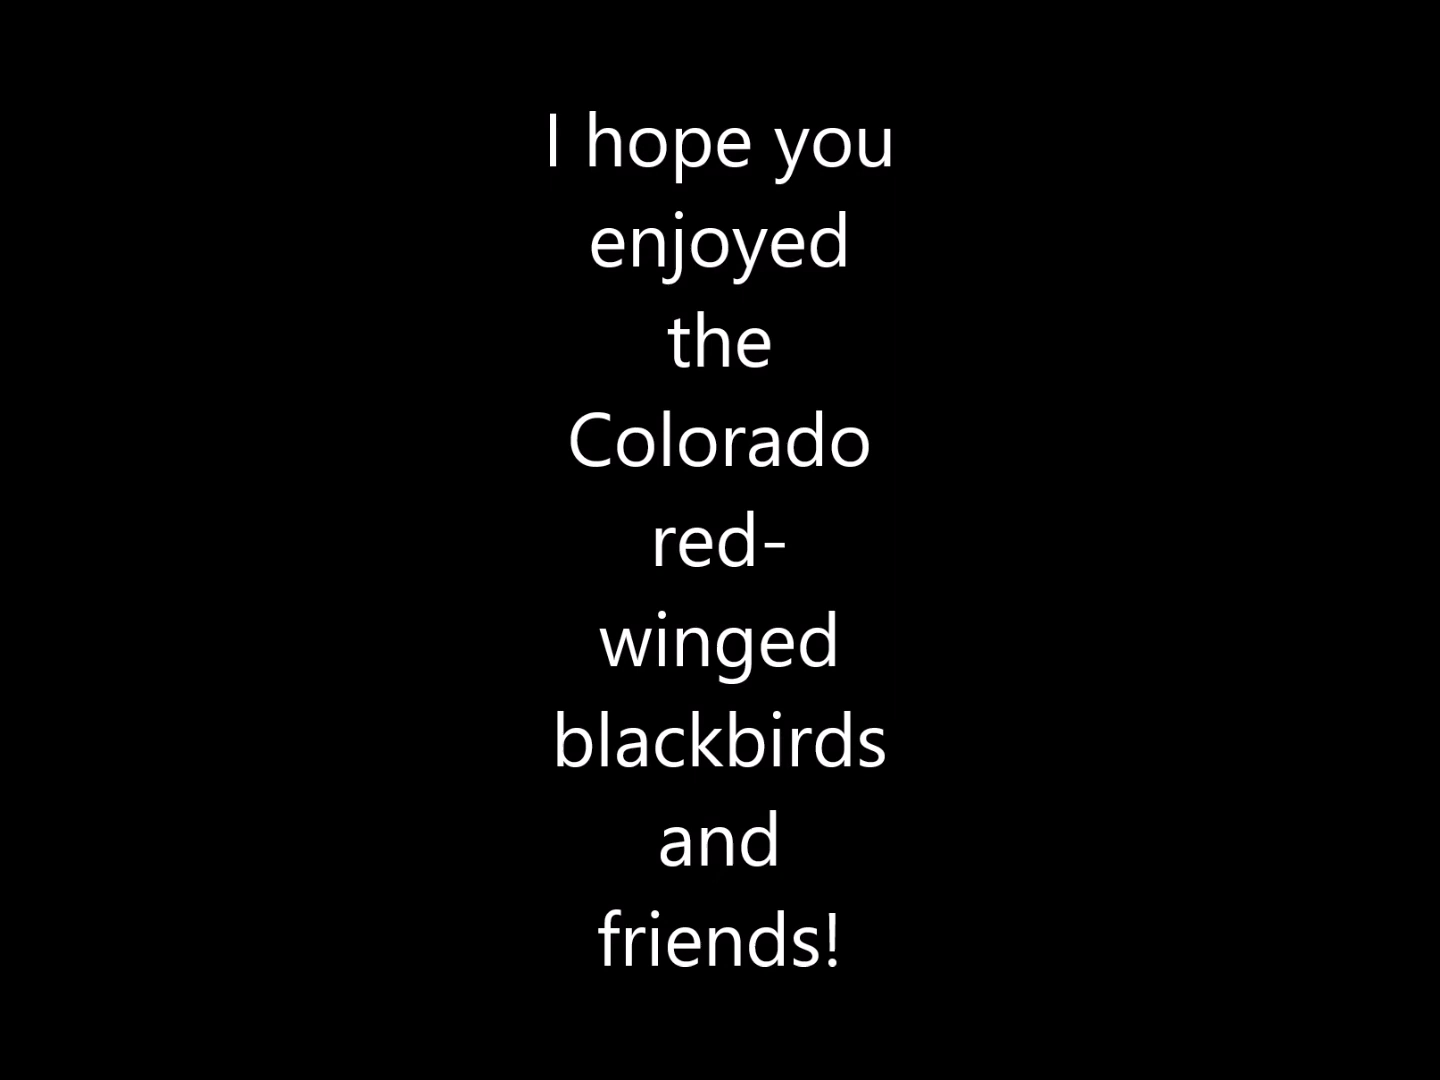 I hope you
enjoyed
the
Colorado
red-
winged
blackbirds
and
friends!